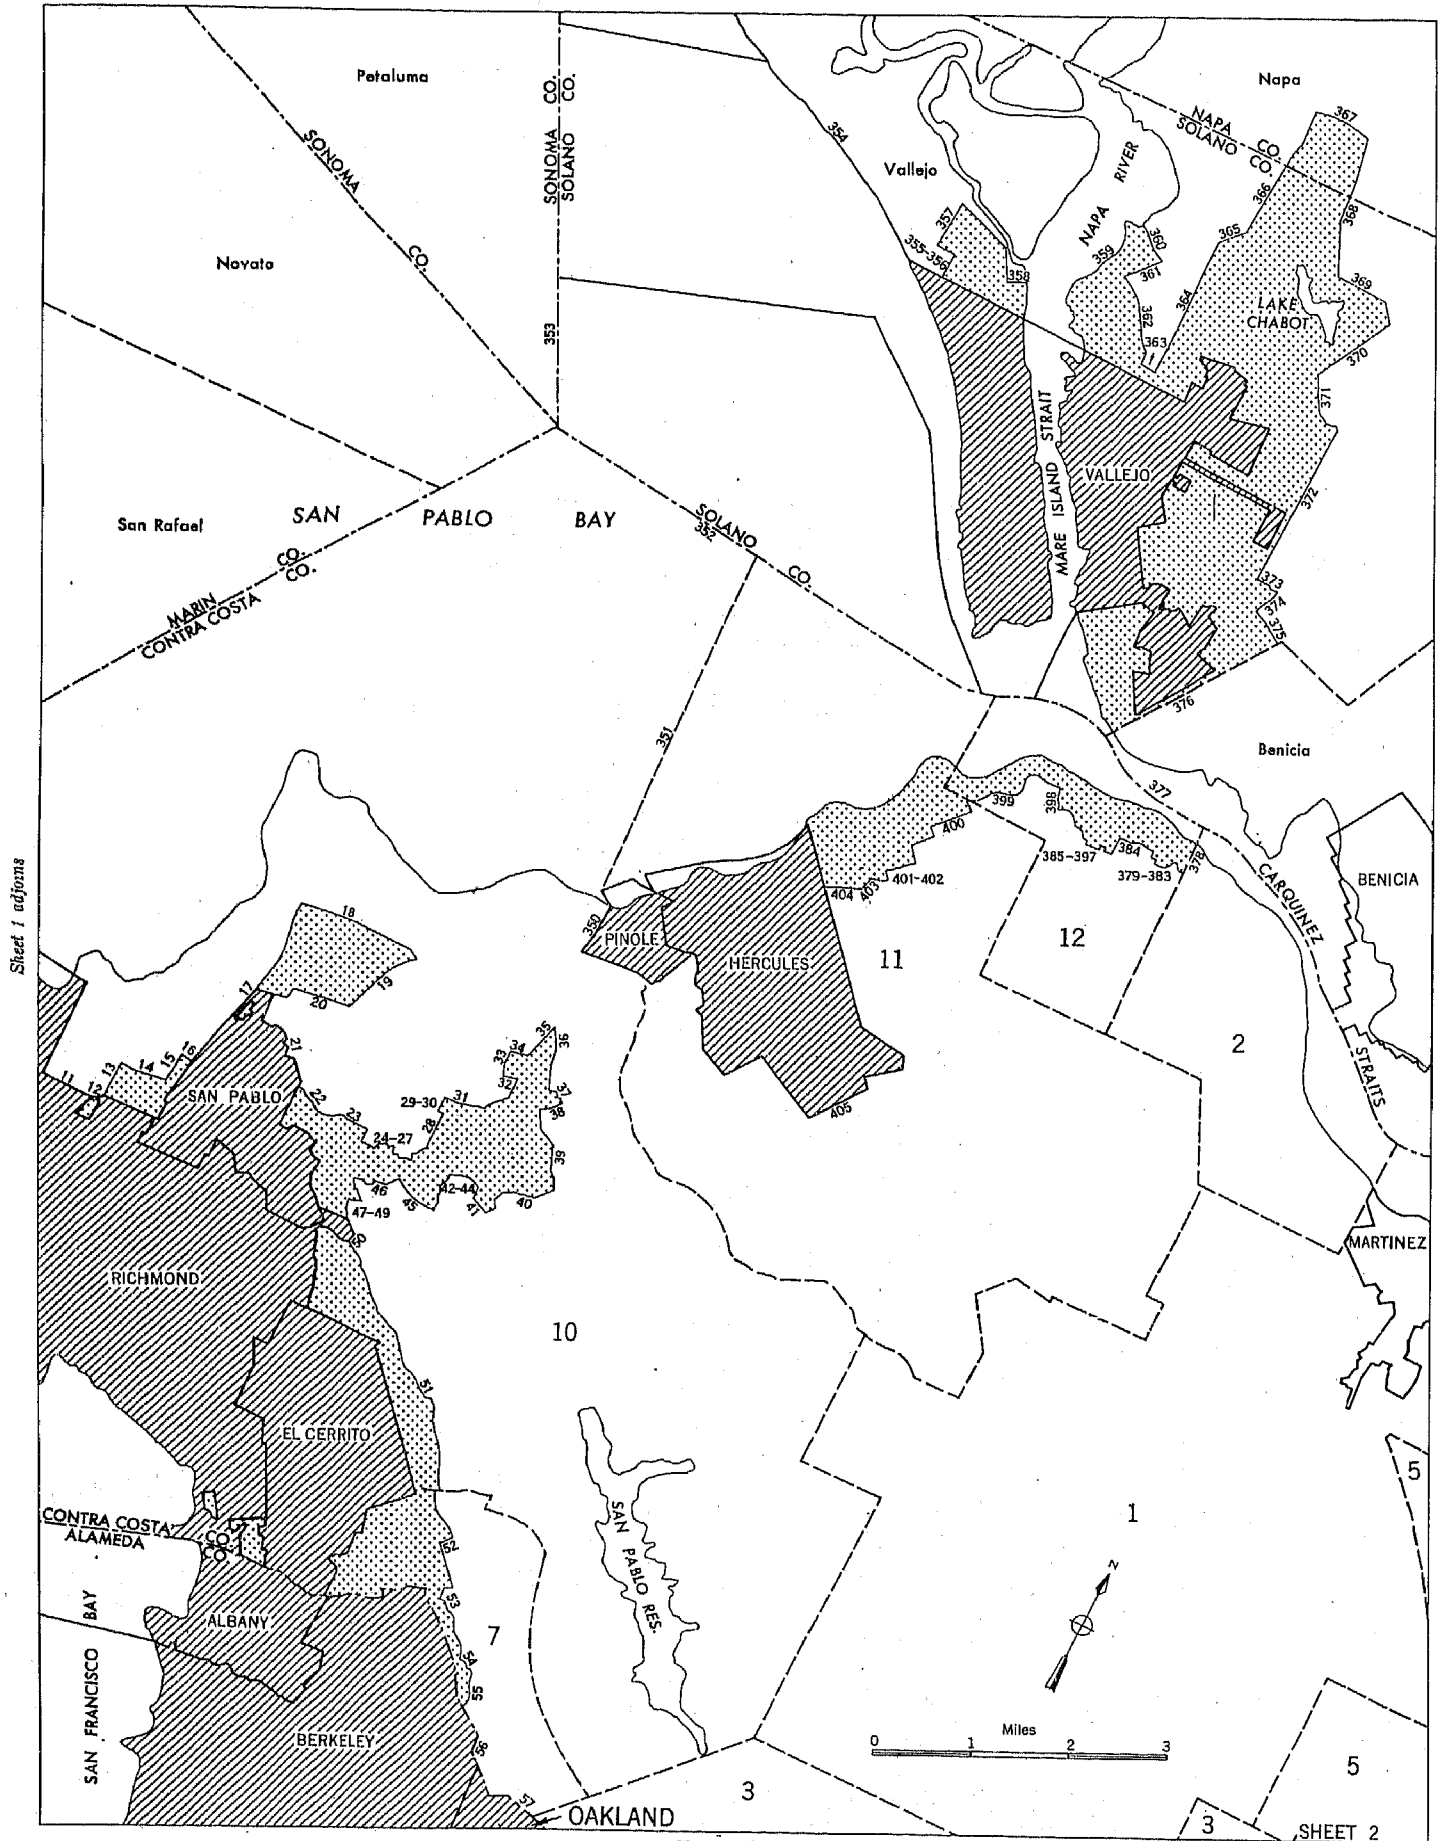 Petaluma
SONOMA CO.
SOLANO CO.
Napa
NAPA CO.
SOLANO CO.
367
354
Vallejo
NAPA RIVER
366
368
SONOMA
CO.
357
355-356
358
359
360
361
365
364
362
363
369
LAKE
CHABOT
370
371
Novato
353
MARE ISLAND STRAIT
VALLEJO
372
San Rafael
SAN PABLO BAY
SOLANO
352
CO.
MARIN CO.
CONTRA COSTA CO.
373
374
375
376
351
Benicia
377
399
398
400
385-397
384
379-383
378
401-402
403
404
CARQUINEZ
STRAITS
BENICIA
Sheet 1 adjoins
18
19
20
17
350
PINOLE
HERCULES
11
12
2
21
11
12
13
14
15
16
SAN PABLO
22
23
24-27
28
29-30
31
32
33
34
35
36
37
38
39
40
41
42-44
45
46
47-49
50
405
MARTINEZ
RICHMOND
10
51
EL CERRITO
5
CONTRA COSTA CO.
ALAMEDA CO.
52
SAN PABLO RES.
1
N
53
ALBANY
7
54
55
SAN FRANCISCO BAY
BERKELEY
56
Miles
0 1 2 3
57
OAKLAND
3
5
3
SHEET 2